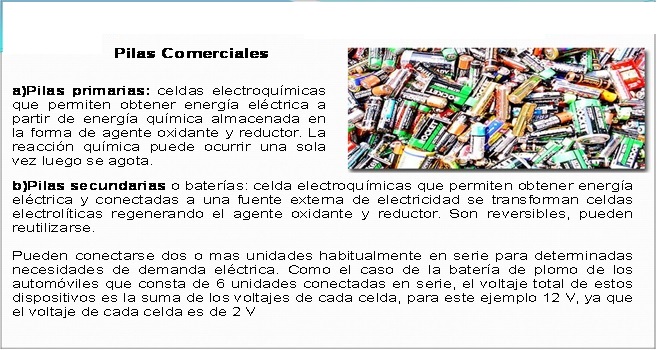 Pilas Comerciales
a)Pilas primarias: celdas electroquímicas
que permiten obtener energía eléctrica a
partir de energía química almacenada en
la forma de agente oxidante y reductor. La
reacción química puede ocurrir una sola
vez luego se agota.
b)Pilas secundarias o baterías: celda electroquímicas que permiten obtener energía
eléctrica y conectadas a una fuente externa de electricidad se transforman celdas
electrolíticas regenerando el agente oxidante y reductor. Son reversibles, pueden
reutilizarse.
Pueden conectarse dos o mas unidades habitualmente en serie para determinadas
necesidades de demanda eléctrica. Como el caso de la batería de plomo de los
automóviles que consta de 6 unidades conectadas en serie, el voltaje total de estos
dispositivos es la suma de los voltajes de cada celda, para este ejemplo 12 V, ya que
el voltaje de cada celda es de 2 V